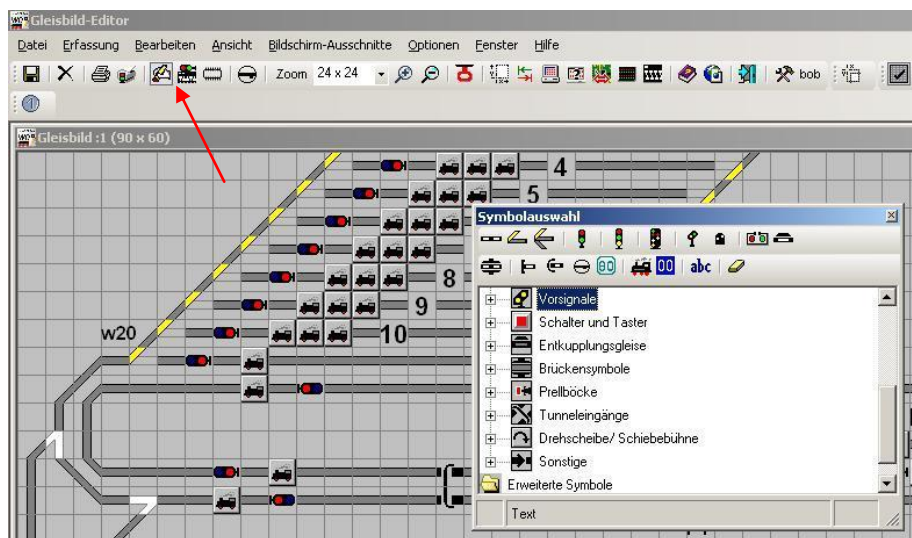 Gleisbild-Editor
Datei Erfassung Bearbeiten Ansicht Bildschirm-Ausschnitte Optionen Fenster Hilfe
Zoom 24 x 24 bob
Gleisbild :1 (90 x 60)
4
5
8
9
w20
10
Symbolauswahl
abc
Vorsignale
Schalter und Taster
Entkupplungsgleise
Brückensymbole
Prellböcke
Tunneleingänge
Drehscheibe/ Schiebebühne
Sonstige
Erweiterte Symbole
Text